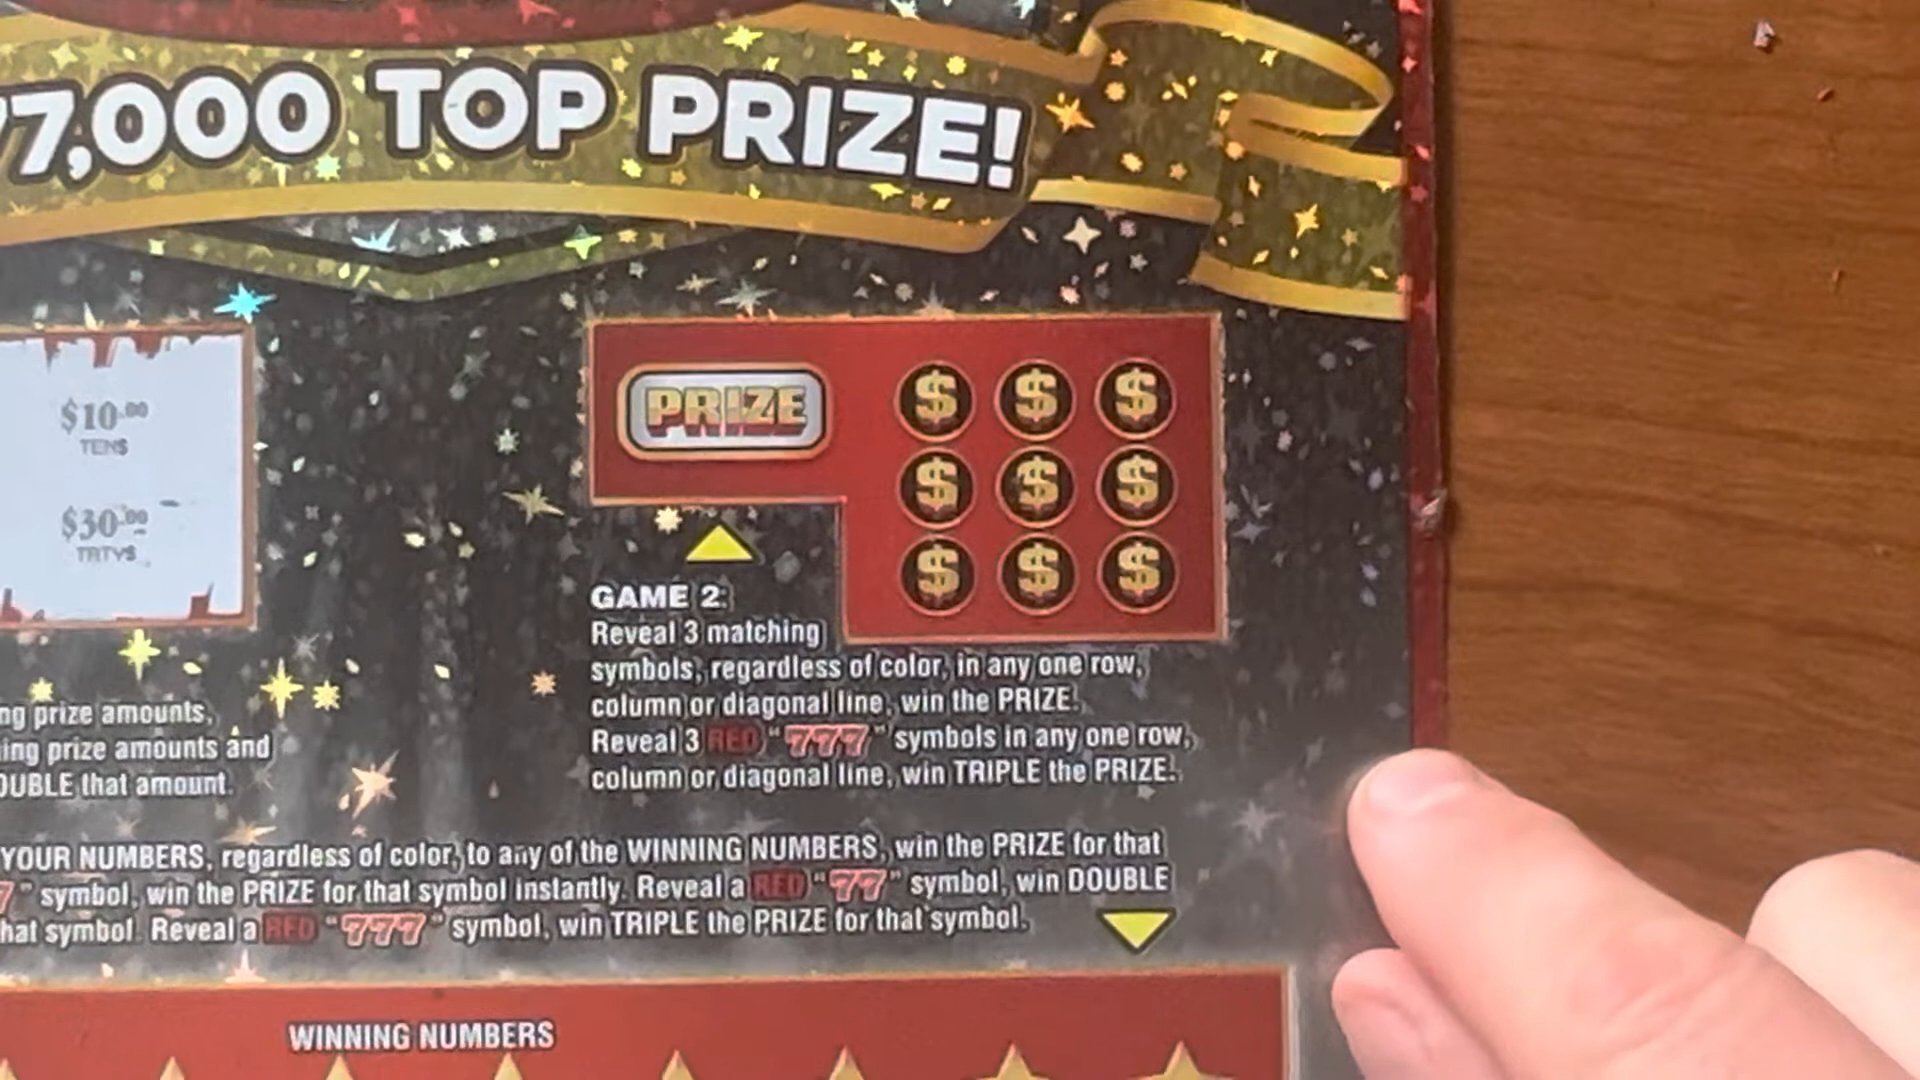 7,000 TOP PRIZE!
$10.00
TENS
$30.00
TRTYS
PRIZE
$ $ $
$ $ $
$ $ $
GAME 2:
Reveal 3 matching
symbols, regardless of color, in any one row,
column or diagonal line, win the PRIZE.
Reveal 3 RED "777" symbols in any one row,
column or diagonal line, win TRIPLE the PRIZE.
prize amounts,
prize amounts and
that amount.
YOUR NUMBERS, regardless of color, to any of the WINNING NUMBERS, win the PRIZE for that
" symbol, win the PRIZE for that symbol instantly. Reveal a RED "77" symbol, win DOUBLE
symbol. Reveal a RED "777" symbol, win TRIPLE the PRIZE for that symbol.
WINNING NUMBERS